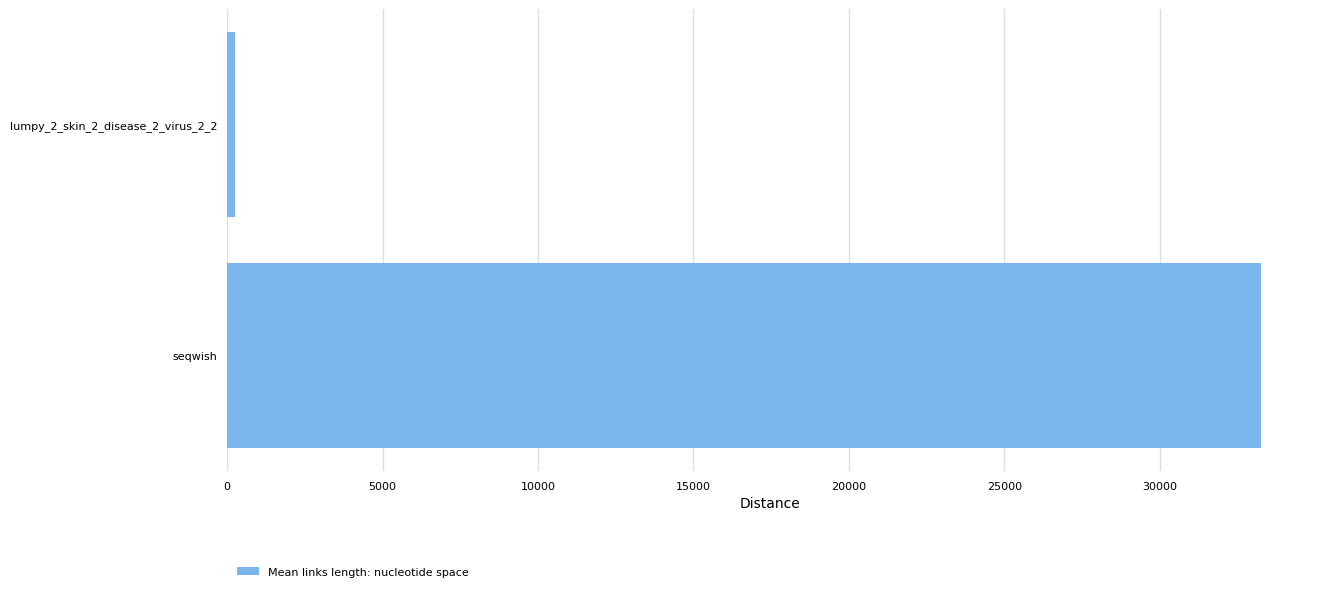 lumpy_2_skin_2_disease_2_virus_2_2
seqwish
0 5000 10000 15000 20000 25000 30000
Distance
Mean links length: nucleotide space